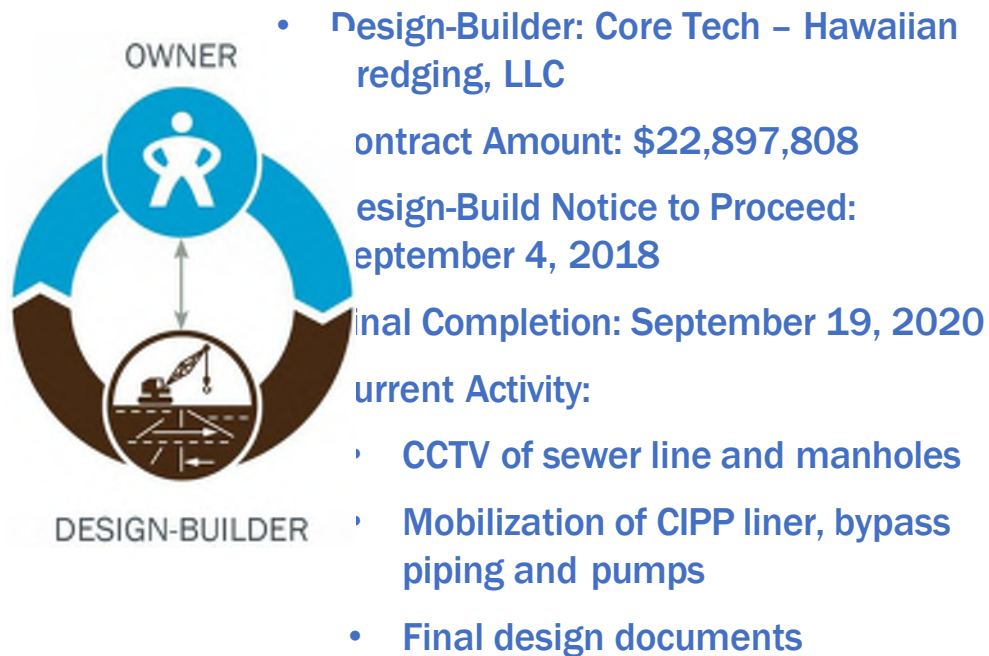 OWNER
DESIGN-BUILDER
• Design-Builder: Core Tech – Hawaiian
redging, LLC
ontract Amount: $22,897,808
esign-Build Notice to Proceed:
eptember 4, 2018
inal Completion: September 19, 2020
urrent Activity:
• CCTV of sewer line and manholes
• Mobilization of CIPP liner, bypass
piping and pumps
• Final design documents